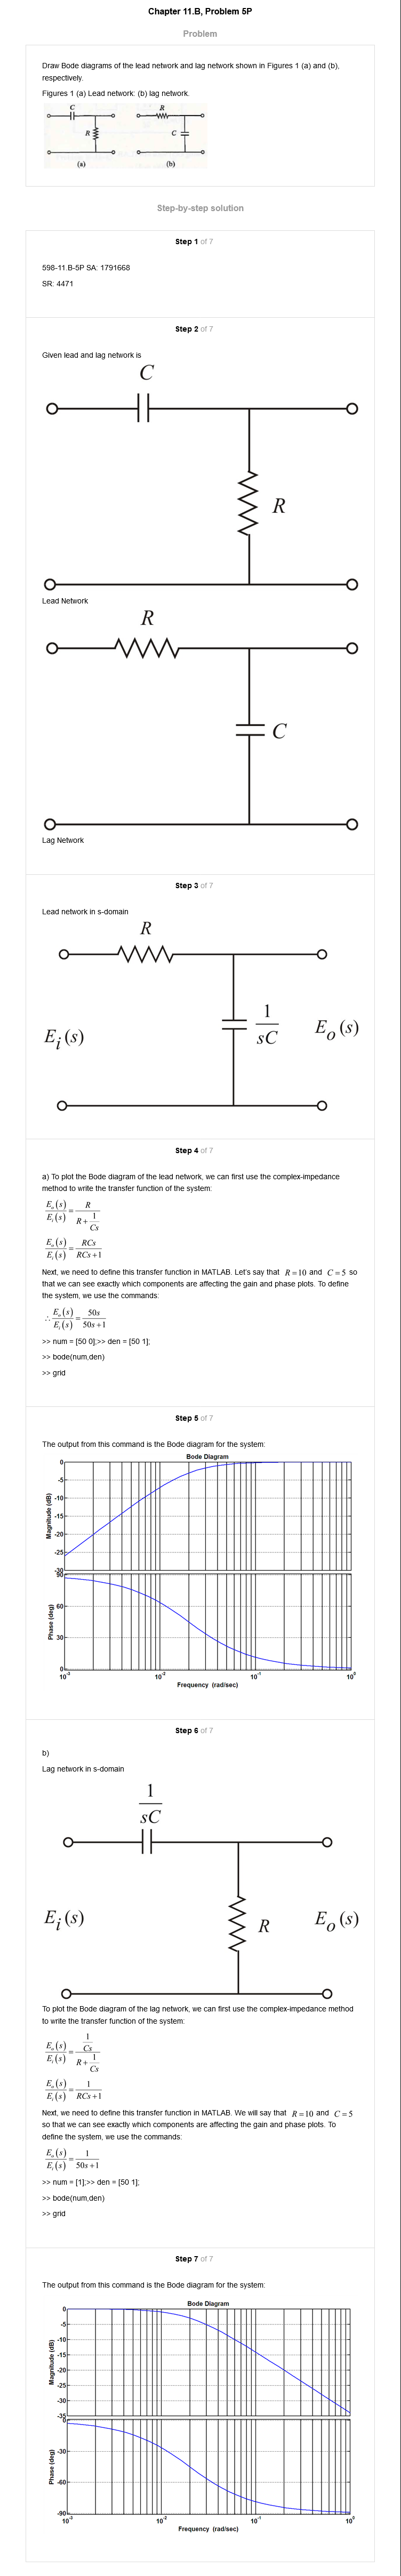 Chapter 11.B, Problem 5P
Problem
Draw Bode diagrams of the lead network and lag network shown in Figures 1 (a) and (b),
respectively.
Figures 1 (a) Lead network: (b) lag network.
C
R
R
C
(a)
(b)
Step-by-step solution
Step 1 of 7
598-11.B-5P SA: 1791668
SR: 4471
Step 2 of 7
Given lead and lag network is
C
R
Lead Network
R
C
Lag Network
Step 3 of 7
Lead network in s-domain
R
E_i(s)
1/sC
E_o(s)
Step 4 of 7
a) To plot the Bode diagram of the lead network, we can first use the complex-impedance
method to write the transfer function of the system:
E_o(s)/E_i(s) = R/(R + 1/Cs)
E_o(s)/E_i(s) = RCs/(RCs+1)
Next, we need to define this transfer function in MATLAB. Let's say that R=10 and C=5 so
that we can see exactly which components are affecting the gain and phase plots. To define
the system, we use the commands:
∴ E_o(s)/E_i(s) = 50s/(50s+1)
>> num = [50 0];>> den = [50 1];
>> bode(num,den)
>> grid
Step 5 of 7
The output from this command is the Bode diagram for the system:
Bode Diagram
Magnitude (dB)
0
-5
-10
-15
-20
-25
-30
Phase (deg)
90
60
30
0
10^-3 10^-2 10^-1 10^0
Frequency (rad/sec)
Step 6 of 7
b)
Lag network in s-domain
1/sC
E_i(s)
R
E_o(s)
To plot the Bode diagram of the lag network, we can first use the complex-impedance method
to write the transfer function of the system:
E_o(s)/E_i(s) = (1/Cs)/(R + 1/Cs)
E_o(s)/E_i(s) = 1/(RCs+1)
Next, we need to define this transfer function in MATLAB. We will say that R=10 and C=5
so that we can see exactly which components are affecting the gain and phase plots. To
define the system, we use the commands:
E_o(s)/E_i(s) = 1/(50s+1)
>> num = [1];>> den = [50 1];
>> bode(num,den)
>> grid
Step 7 of 7
The output from this command is the Bode diagram for the system:
Bode Diagram
Magnitude (dB)
0
-5
-10
-15
-20
-25
-30
-35
Phase (deg)
0
-30
-60
-90
10^-3 10^-2 10^-1 10^0
Frequency (rad/sec)